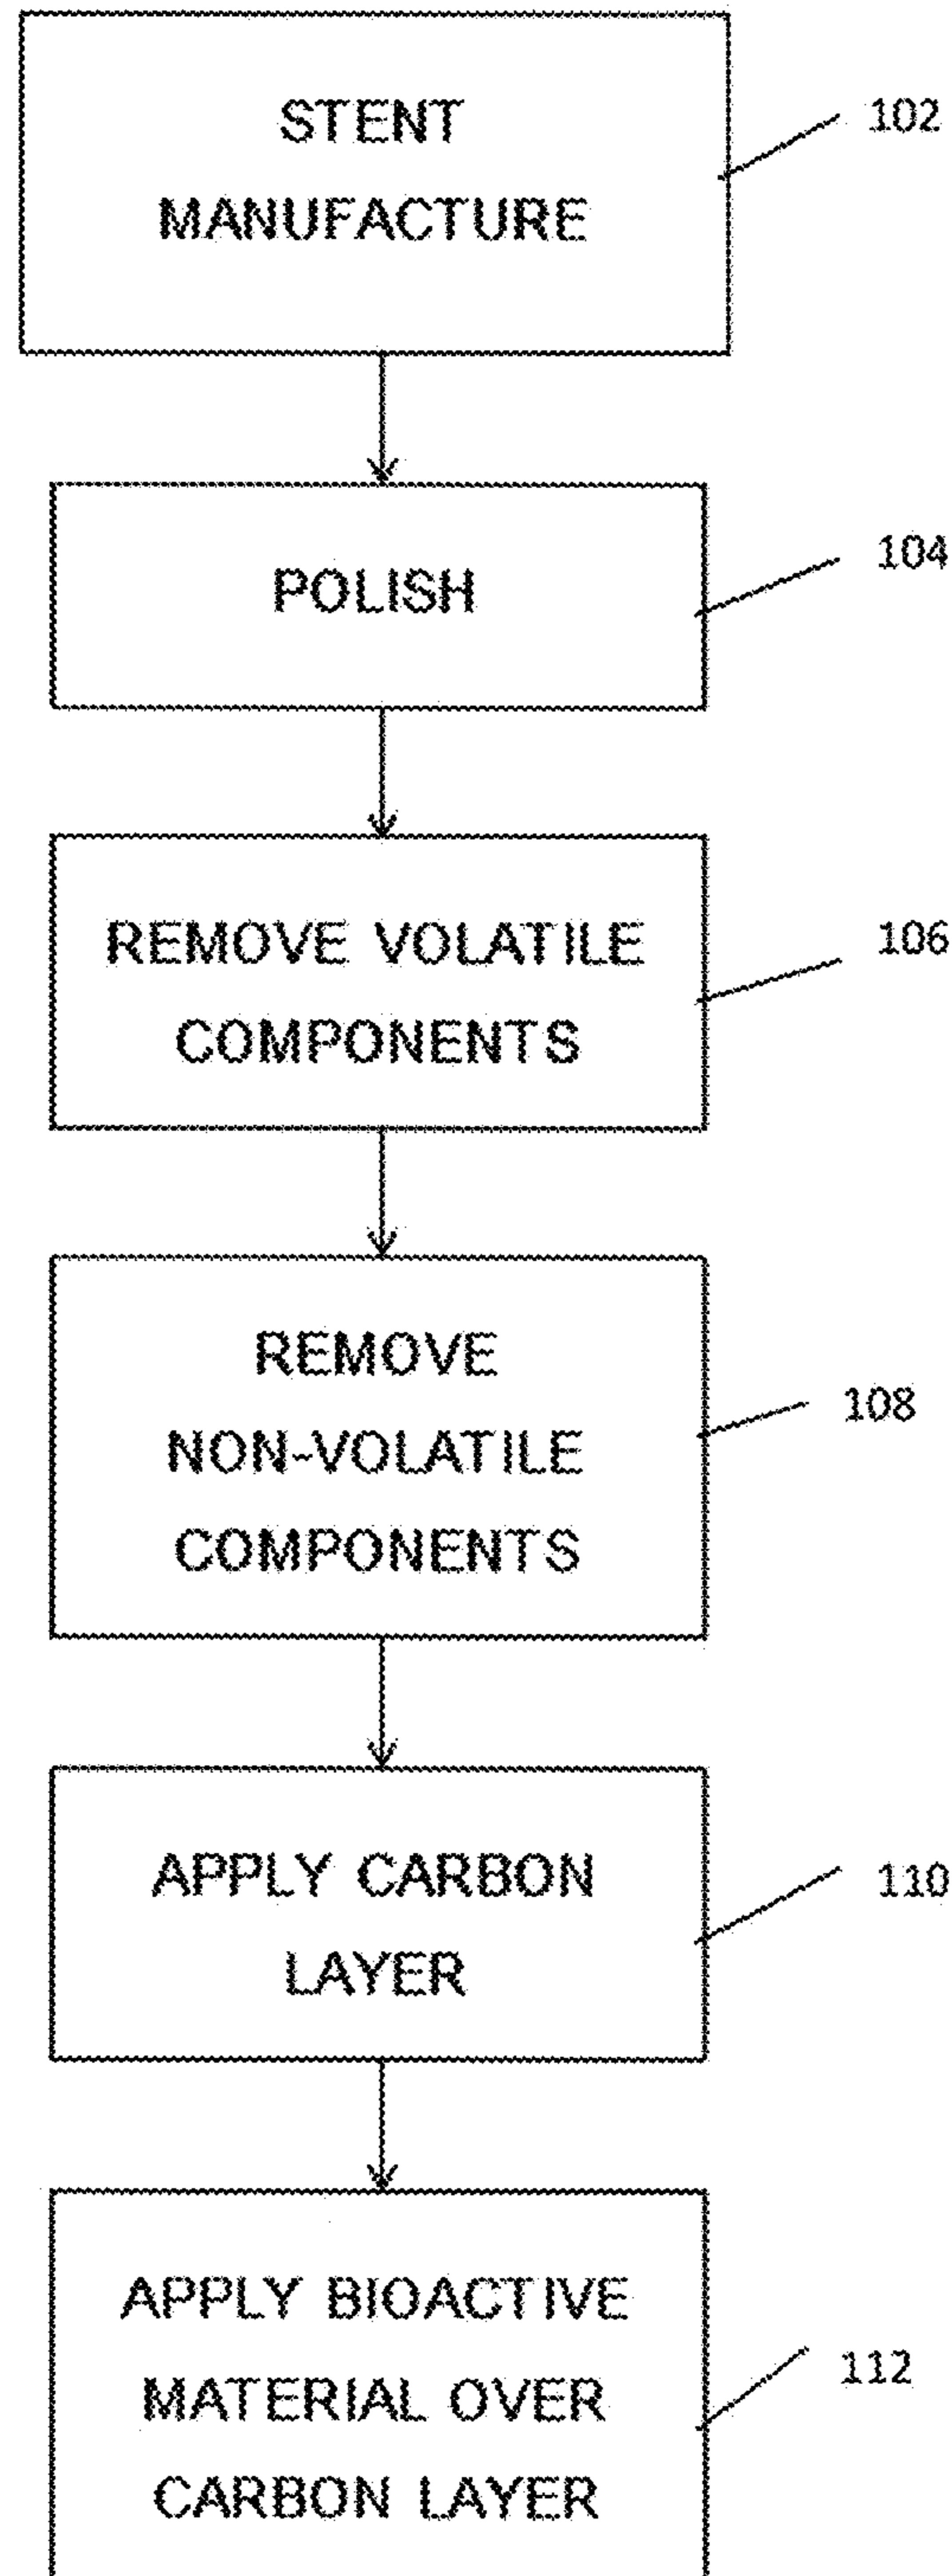 STENT
MANUFACTURE
102
POLISH
104
REMOVE VOLATILE
COMPONENTS
106
REMOVE
NON-VOLATILE
COMPONENTS
108
APPLY CARBON
LAYER
110
APPLY BIOACTIVE
MATERIAL OVER
CARBON LAYER
112